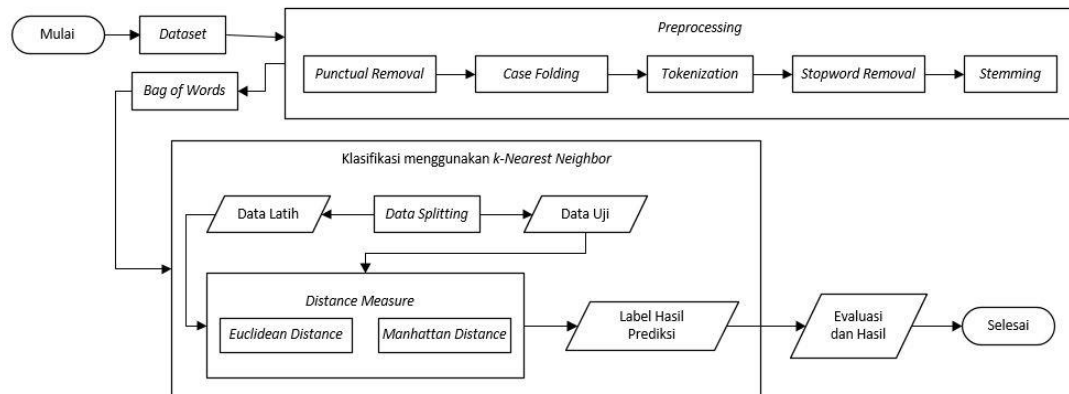 Mulai
Dataset
Preprocessing
Punctual Removal
Case Folding
Tokenization
Stopword Removal
Stemming
Bag of Words
Klasifikasi menggunakan k-Nearest Neighbor
Data Latih
Data Splitting
Data Uji
Distance Measure
Euclidean Distance
Manhattan Distance
Label Hasil
Prediksi
Evaluasi
dan Hasil
Selesai